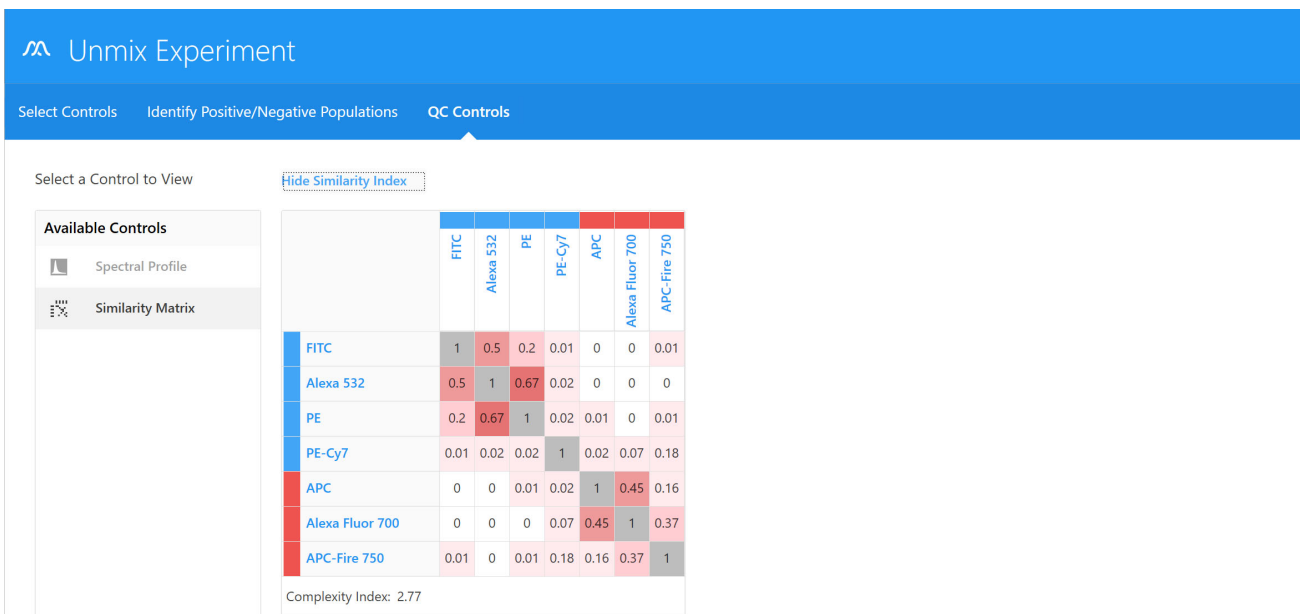 Unmix Experiment
Select Controls Identify Positive/Negative Populations QC Controls
Select a Control to View Hide Similarity Index
Available Controls
Spectral Profile
Similarity Matrix
FITC Alexa 532 PE PE-Cy7 APC Alexa Fluor 700 APC-Fire 750
FITC 1 0.5 0.2 0.01 0 0 0.01
Alexa 532 0.5 1 0.67 0.02 0 0 0
PE 0.2 0.67 1 0.02 0.01 0 0.01
PE-Cy7 0.01 0.02 0.02 1 0.02 0.07 0.18
APC 0 0 0.01 0.02 1 0.45 0.16
Alexa Fluor 700 0 0 0 0.07 0.45 1 0.37
APC-Fire 750 0.01 0 0.01 0.18 0.16 0.37 1
Complexity Index: 2.77